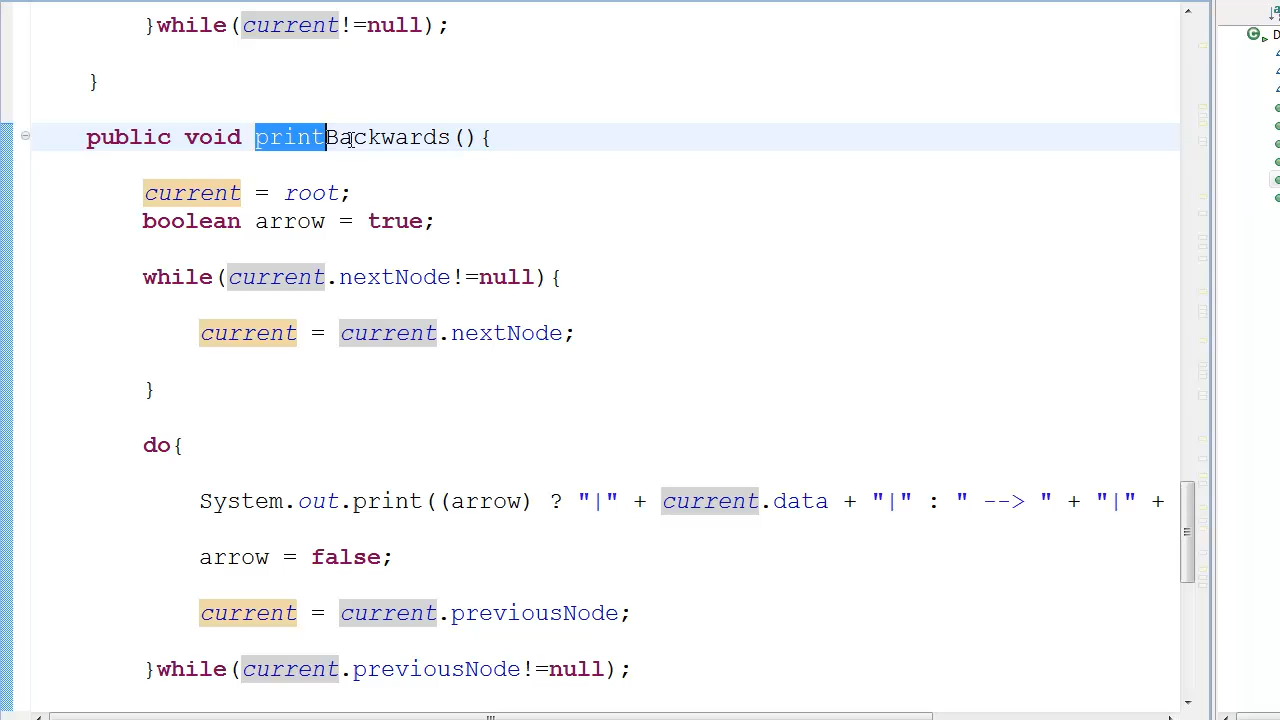 }while(current!=null);
}
public void printBackwards(){
current = root;
boolean arrow = true;
while(current.nextNode!=null){
current = current.nextNode;
}
do{
System.out.print((arrow) ? "|" + current.data + "|" : " --> " + "|" +
arrow = false;
current = current.previousNode;
}while(current.previousNode!=null);